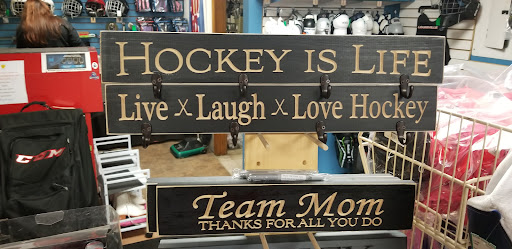 HOCKEY IS LIFE
Live x Laugh x Love Hockey
Team Mom
THANKS FOR ALL YOU DO
CCM